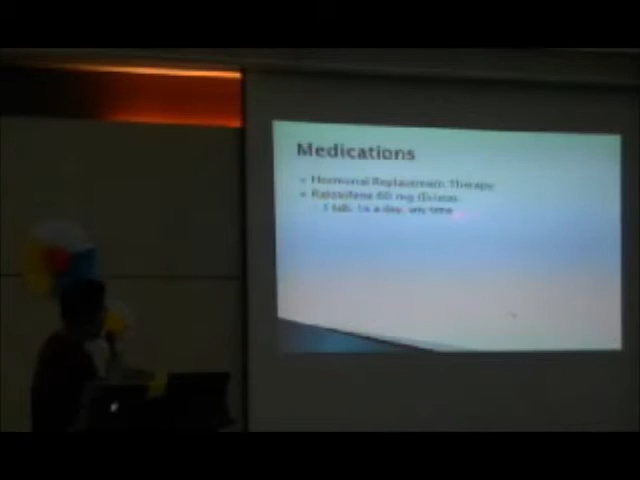 Medications
Hormonal Replacement Therapy
Raloxifene 60 mg (Evista)
1 tab, 1x a day, any time